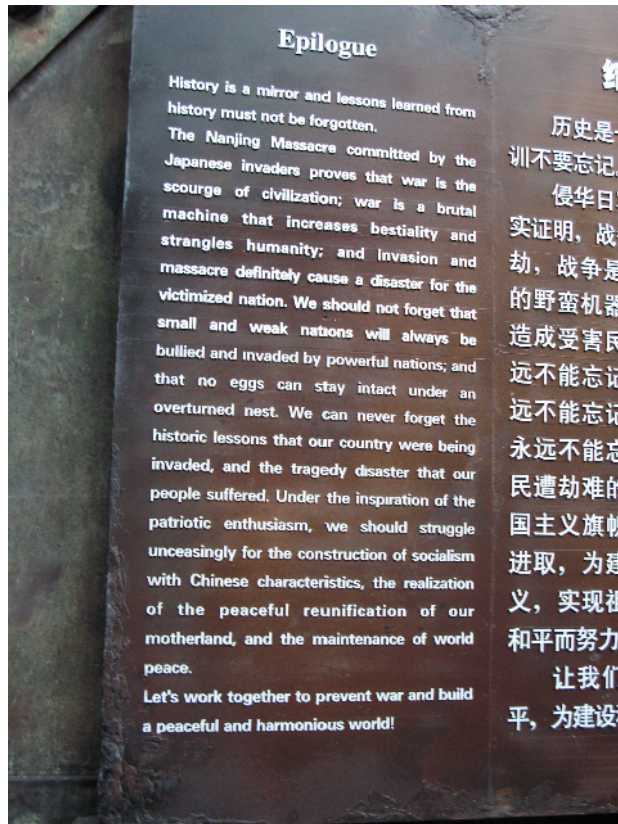 Epilogue
History is a mirror and lessons learned from
history must not be forgotten.
The Nanjing Massacre committed by the
Japanese invaders proves that war is the
scourge of civilization; war is a brutal
machine that increases bestiality and
strangles humanity; and invasion and
massacre definitely cause a disaster for the
victimized nation. We should not forget that
small and weak nations will always be
bullied and invaded by powerful nations; and
that no eggs can stay intact under an
overturned nest. We can never forget the
historic lessons that our country were being
invaded, and the tragedy disaster that our
people suffered. Under the inspiration of the
patriotic enthusiasm, we should struggle
unceasingly for the construction of socialism
with Chinese characteristics, the realization
of the peaceful reunification of our
motherland, and the maintenance of world
peace.
Let's work together to prevent war and build
a peaceful and harmonious world!
历史是
训不要忘记
侵华日
实证明，战
劫，战争是
的野蛮机器
造成受害民
远不能忘记
远不能忘记
永远不能忘
民遭劫难的
国主义旗帜
进取，为建
义，实现祖
和平而努力
让我们
平，为建设